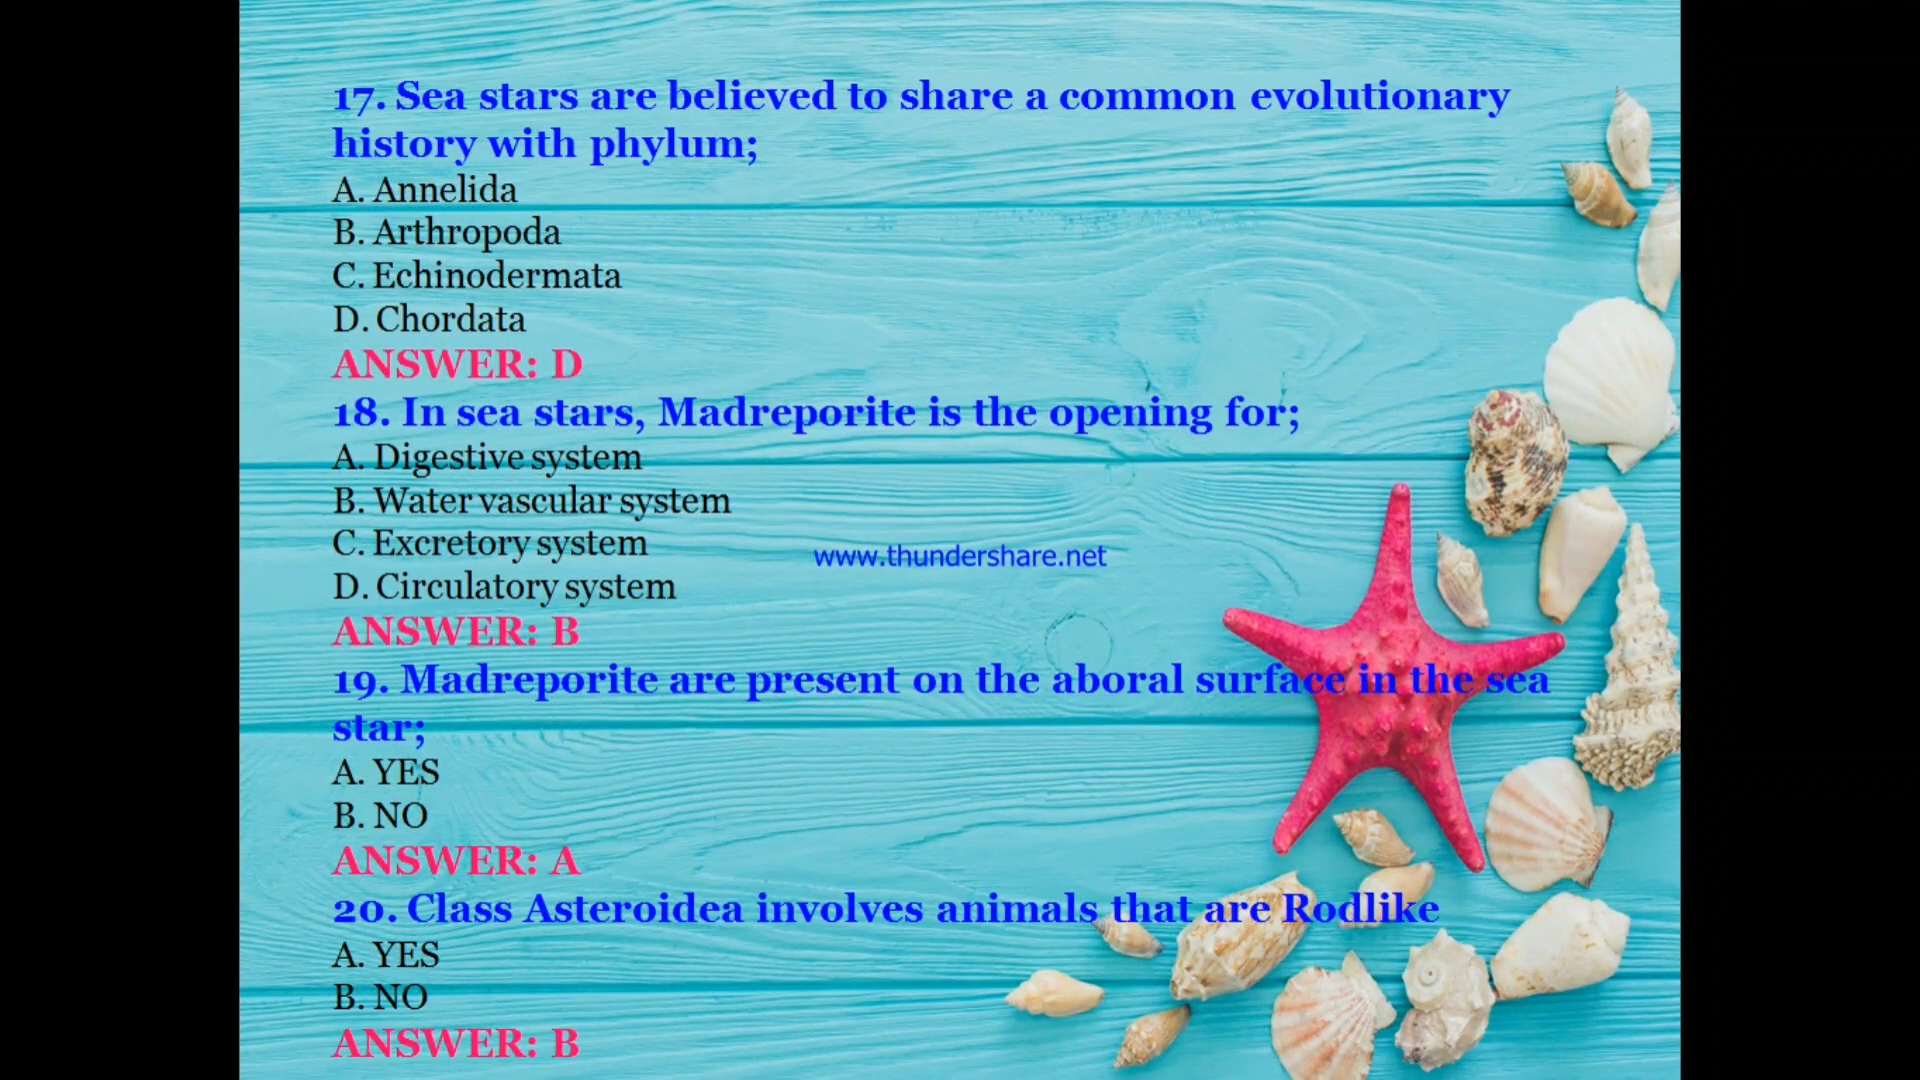 17. Sea stars are believed to share a common evolutionary
history with phylum;
A. Annelida
B. Arthropoda
C. Echinodermata
D. Chordata
ANSWER: D
18. In sea stars, Madreporite is the opening for;
A. Digestive system
B. Water vascular system
C. Excretory system
D. Circulatory system
www.thundershare.net
ANSWER: B
19. Madreporite are present on the aboral surface in the sea
star;
A. YES
B. NO
ANSWER: A
20. Class Asteroidea involves animals that are Rodlike
A. YES
B. NO
ANSWER: B